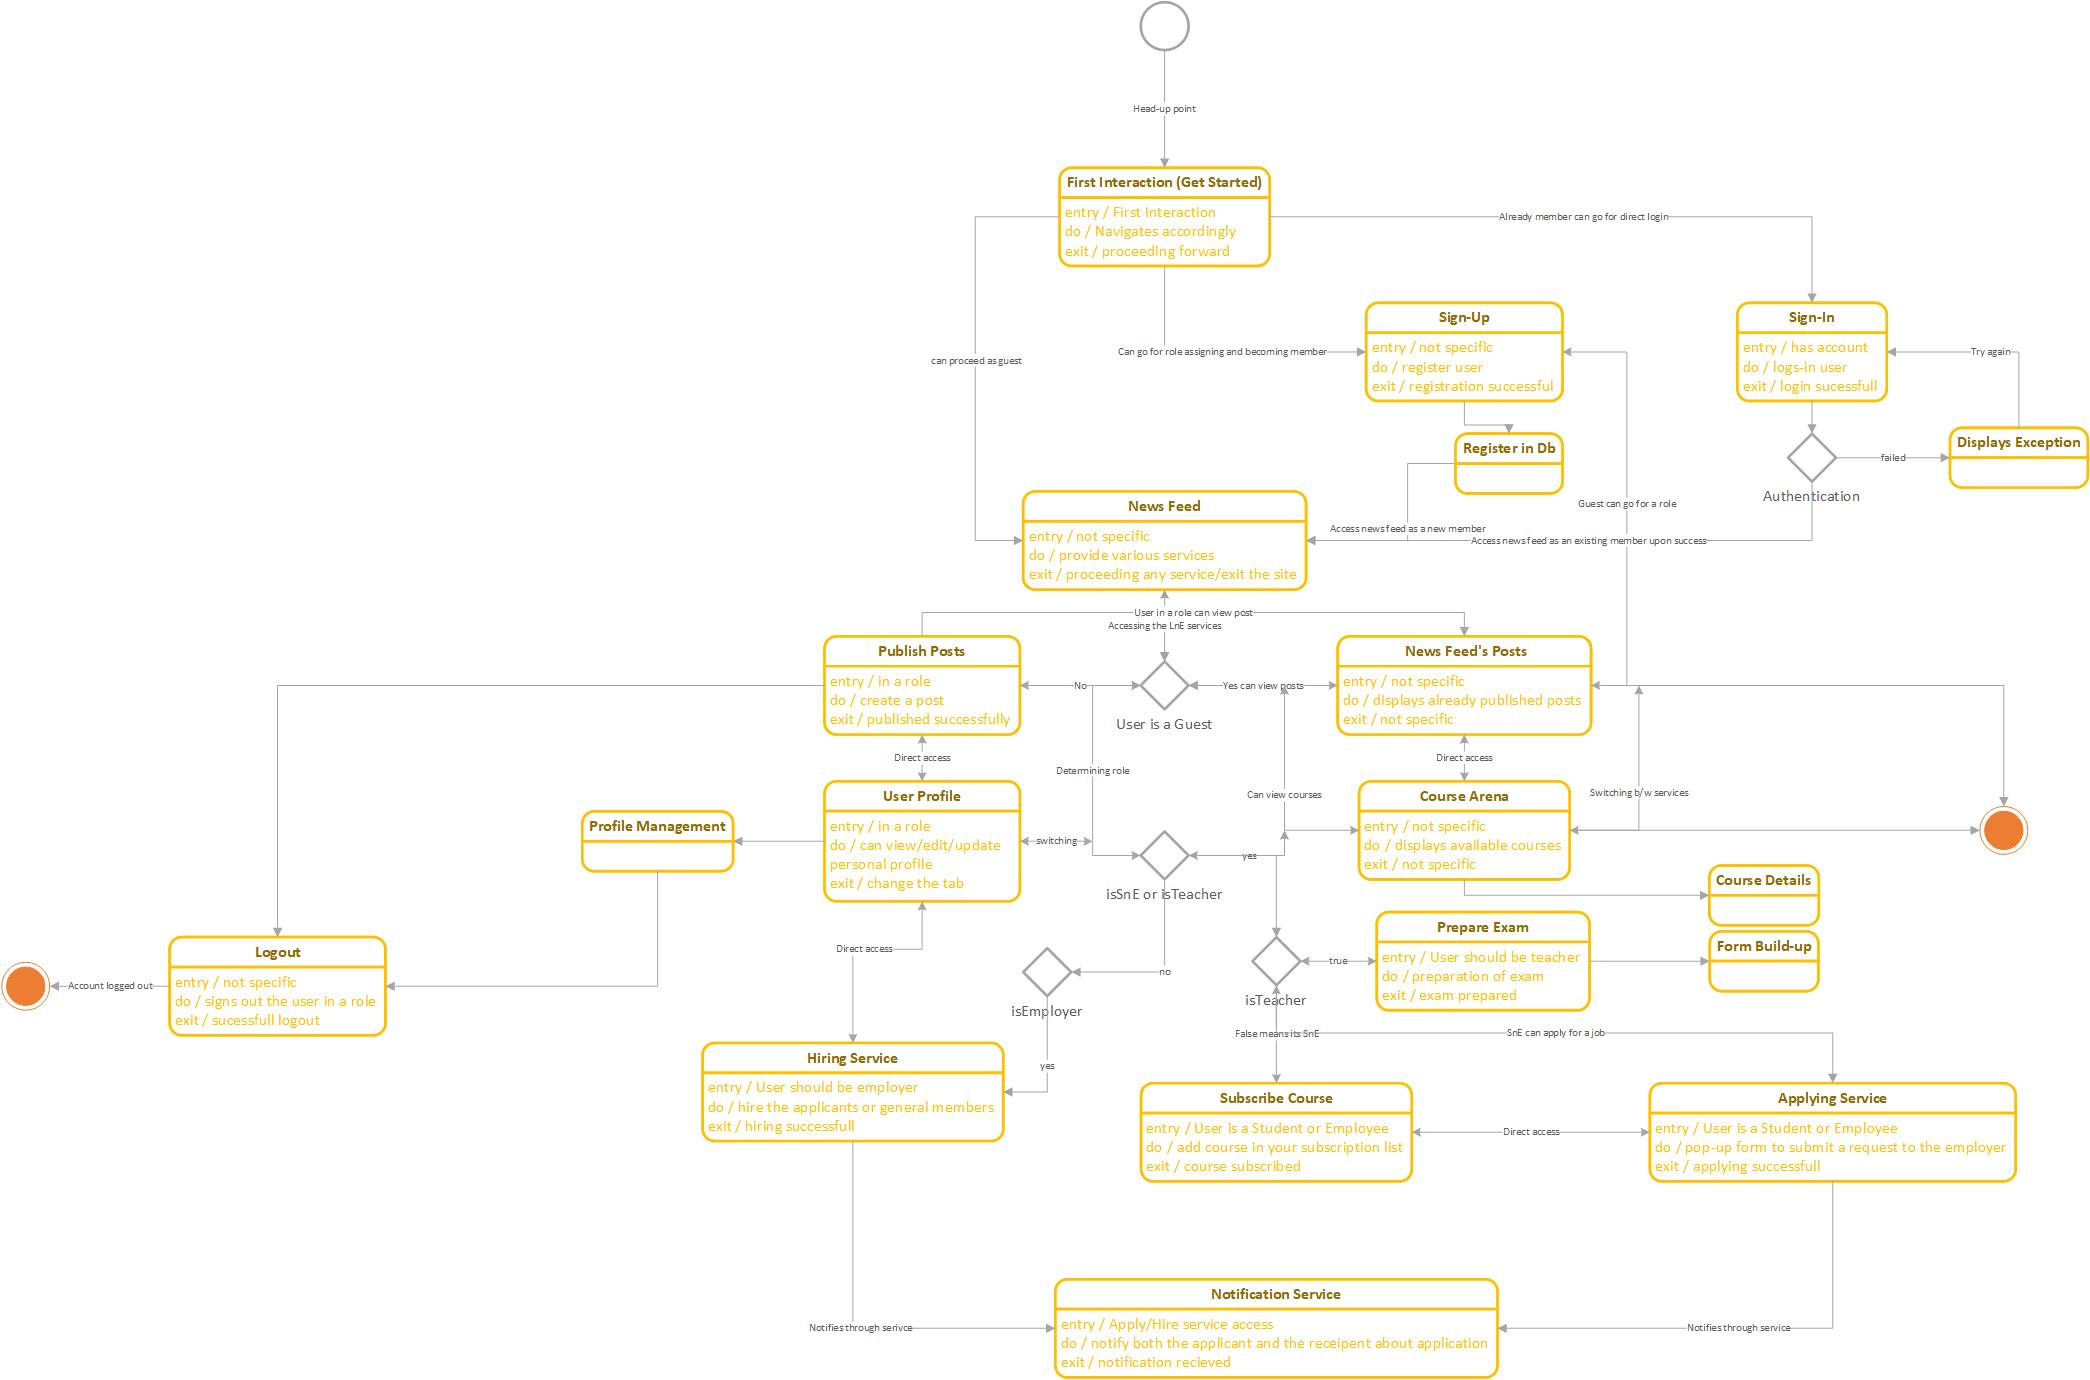 Head-up point
First Interaction (Get Started)
entry / First Interaction
do / Navigates accordingly
exit / proceeding forward
Already member can go for direct login
can proceed as guest
Can go for role assigning and becoming member
Sign-Up
entry / not specific
do / register user
exit / registration successful
Sign-In
entry / has account
do / logs-in user
exit / login sucessfull
Try again
Register in Db
Displays Exception
failed
Authentication
Guest can go for a role
News Feed
entry / not specific
do / provide various services
exit / proceeding any service/exit the site
Access news feed as a new member
Access news feed as an existing member upon success
User in a role can view post
Accessing the LnE services
Publish Posts
entry / in a role
do / create a post
exit / published successfully
No
Yes can view posts
User is a Guest
News Feed's Posts
entry / not specific
do / displays already published posts
exit / not specific
Direct access
Determining role
Direct access
Can view courses
Switching b/w services
User Profile
entry / in a role
do / can view/edit/update
personal profile
exit / change the tab
Profile Management
switching
yes
isSnE or isTeacher
Course Arena
entry / not specific
do / displays available courses
exit / not specific
Course Details
Form Build-up
Prepare Exam
entry / User should be teacher
do / preparation of exam
exit / exam prepared
true
isTeacher
no
isEmployer
Direct access
Logout
entry / not specific
do / signs out the user in a role
exit / sucessfull logout
Account logged out
False means its SnE
SnE can apply for a job
yes
Hiring Service
entry / User should be employer
do / hire the applicants or general members
exit / hiring successfull
Subscribe Course
entry / User is a Student or Employee
do / add course in your subscription list
exit / course subscribed
Direct access
Applying Service
entry / User is a Student or Employee
do / pop-up form to submit a request to the employer
exit / applying successfull
Notifies through serivce
Notification Service
entry / Apply/Hire service access
do / notify both the applicant and the receipent about application
exit / notification recieved
Notifies through service